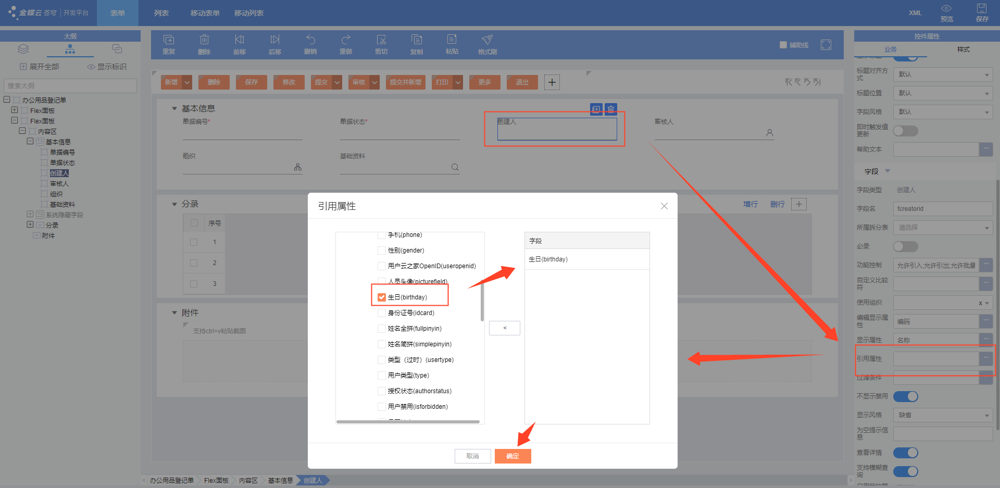 金蝶云 苍穹 | 开发平台
表单
列表
移动表单
移动列表
XML
预览
保存
大纲
展开全部
显示标识
搜索大纲
办公用品登记单
Flex面板
Flex面板
内容区
基本信息
单据编号
单据状态
创建人
审核人
组织
基础资料
系统隐藏字段
分录
附件
重复
删除
前移
后移
撤销
重做
剪切
复制
粘贴
格式刷
辅助线
新增
删除
保存
修改
提交
审核
提交并新增
打印
更多
退出
基本信息
单据编号*
单据状态*
创建人
审核人
组织
基础资料
分录
增行
删行
序号
1
2
3
附件
支持ctrl+v粘贴截图
引用属性
手机(phone)
性别(gender)
用户云之家OpenID(useropenid)
人员头像(picturefield)
生日(birthday)
身份证号(idcard)
姓名全拼(fullpinyin)
姓名简拼(simplepinyin)
类型（过时）(usertype)
用户类型(type)
授权状态(authorstatus)
用户禁用(isforbidden)
<
字段
生日(birthday)
取消
确定
控件属性
业务
样式
标题对齐方式
默认
标题位置
默认
字段风格
默认
即时触发值更新
帮助文本
字段
字段类型
创建人
字段名
fcreatorid
所属拆分表
请选择
必录
功能控制
允许引入;允许引出;允许批量
自定义比较符
使用组织
x
编辑显示属性
编码
显示属性
名称
引用属性
过滤条件
不显示禁用
显示风格
缺省
为空提示信息
查看详情
支持模糊查询
办公用品登记单
Flex面板
内容区
基本信息
创建人